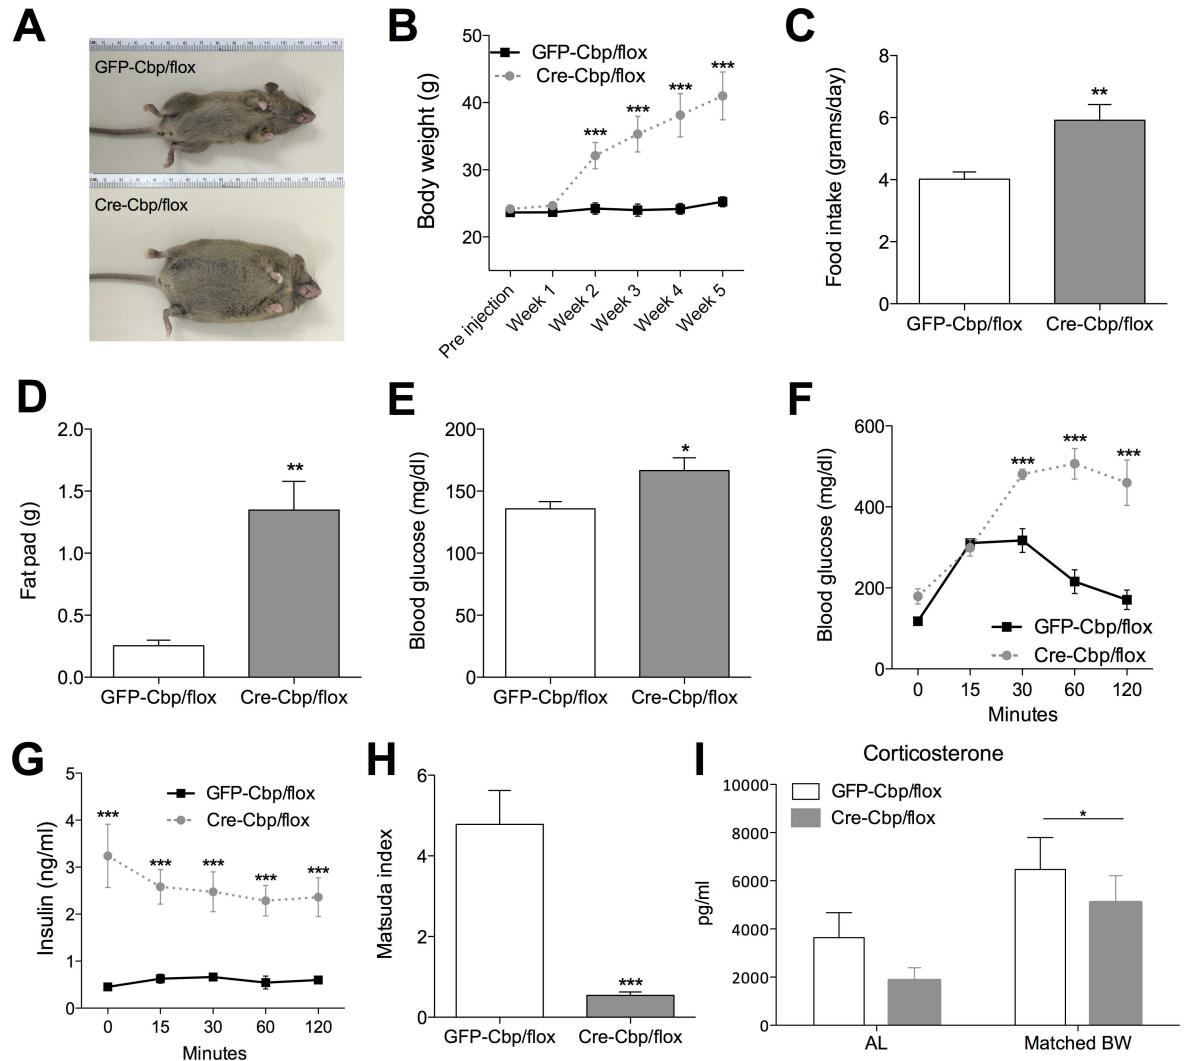 A
GFP-Cbp/flox
Cre-Cbp/flox
B
GFP-Cbp/flox
Cre-Cbp/flox
Body weight (g)
50
40
30
20
***
***
***
***
Pre injection
Week 1
Week 2
Week 3
Week 4
Week 5
C
Food intake (grams/day)
8
6
4
2
0
**
GFP-Cbp/flox
Cre-Cbp/flox
D
Fat pad (g)
2.0
1.5
1.0
0.5
0.0
**
GFP-Cbp/flox
Cre-Cbp/flox
E
Blood glucose (mg/dl)
200
150
100
50
0
*
GFP-Cbp/flox
Cre-Cbp/flox
F
Blood glucose (mg/dl)
600
400
200
0
***
***
***
GFP-Cbp/flox
Cre-Cbp/flox
0 15 30 60 120
Minutes
G
Insulin (ng/ml)
5
4
3
2
1
0
GFP-Cbp/flox
Cre-Cbp/flox
***
***
***
***
***
0 15 30 60 120
Minutes
H
Matsuda index
6
4
2
0
***
GFP-Cbp/flox
Cre-Cbp/flox
I
Corticosterone
pg/ml
10000
8000
6000
4000
2000
0
GFP-Cbp/flox
Cre-Cbp/flox
*
AL
Matched BW